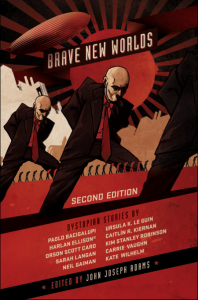 BRAVE NEW WORLDS
SECOND EDITION
DYSTOPIAN STORIES BY
PAOLO BACIGALUPI
HARLAN ELLISON®
ORSON SCOTT CARD
SARAH LANGAN
NEIL GAIMAN
URSULA K. LE GUIN
CAITLÍN R. KIERNAN
KIM STANLEY ROBINSON
CARRIE VAUGHN
KATE WILHELM
EDITED BY JOHN JOSEPH ADAMS